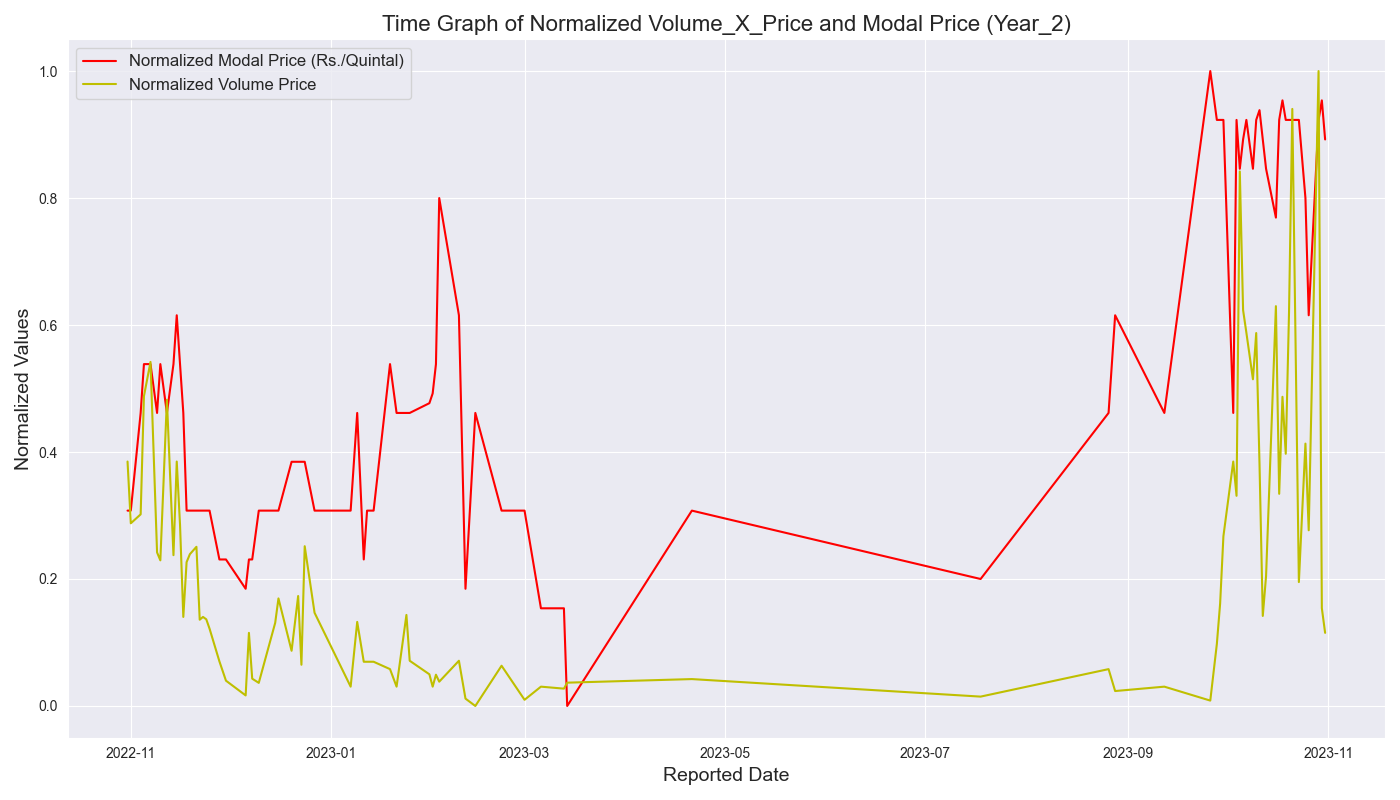 Time Graph of Normalized Volume_X_Price and Modal Price (Year_2)
Normalized Modal Price (Rs./Quintal)
Normalized Volume Price
Normalized Values
1.0
0.8
0.6
0.4
0.2
0.0
2022-11
2023-01
2023-03
2023-05
2023-07
2023-09
2023-11
Reported Date